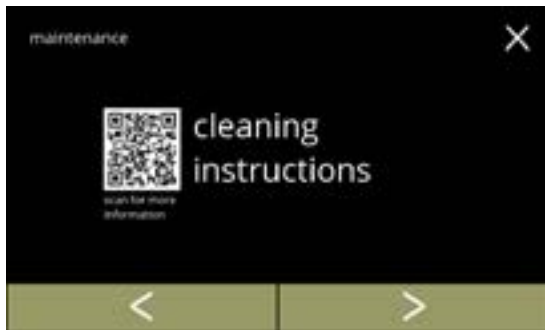 maintenance
cleaning
instructions
scan for more
information